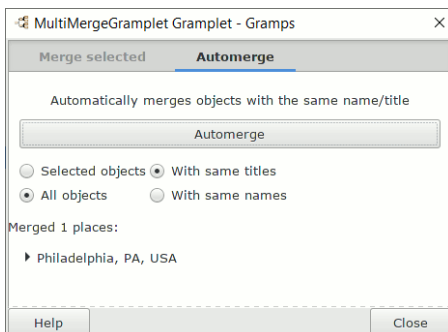 MultiMergeGramplet Gramplet - Gramps
Merge selected Automerge
Automatically merges objects with the same name/title
Automerge
Selected objects With same titles
All objects With same names
Merged 1 places:
Philadelphia, PA, USA
Help Close